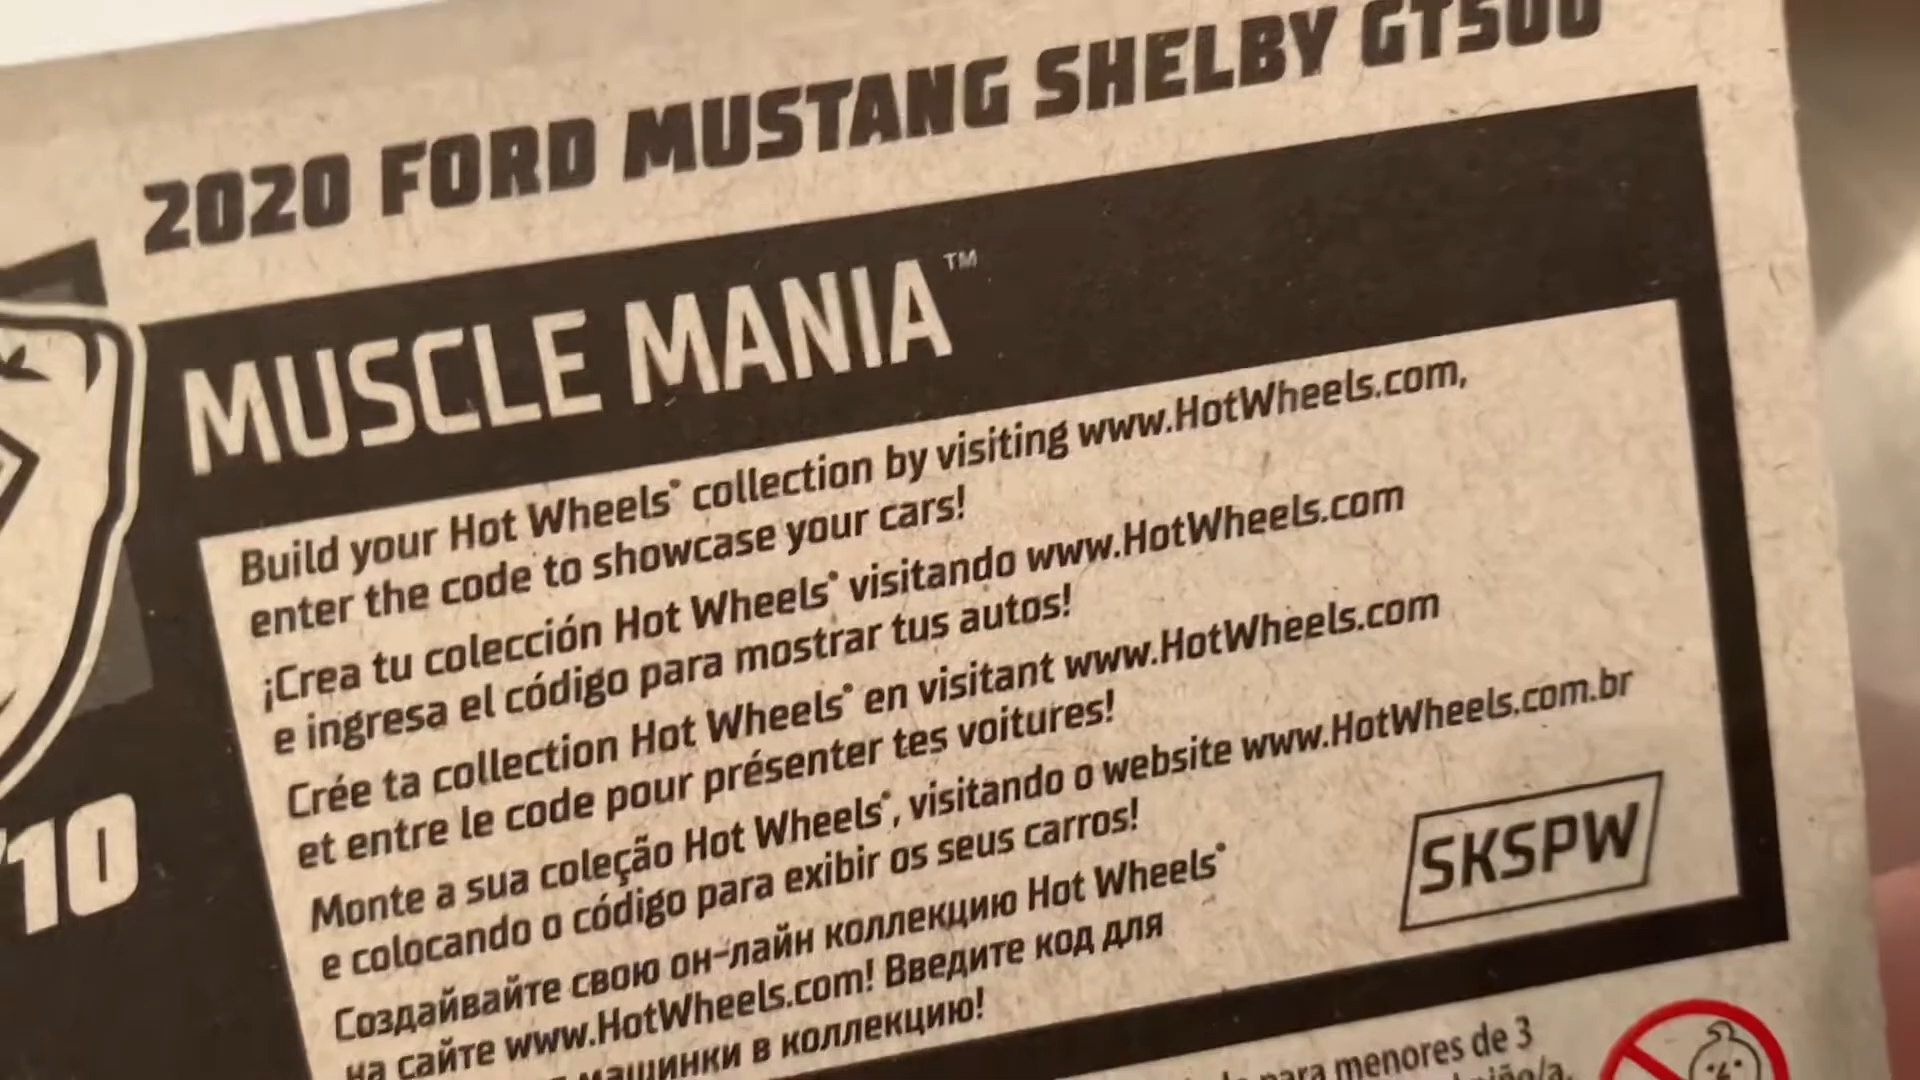 2020 FORD MUSTANG SHELBY GT500
MUSCLE MANIA™
Build your Hot Wheels® collection by visiting www.HotWheels.com,
enter the code to showcase your cars!
¡Crea tu colección Hot Wheels® visitando www.HotWheels.com
e ingresa el código para mostrar tus autos!
Crée ta collection Hot Wheels® en visitant www.HotWheels.com
et entre le code pour présenter tes voitures!
Monte a sua coleção Hot Wheels®, visitando o website www.HotWheels.com.br
e colocando o código para exibir os seus carros!
Создайвайте свою он-лайн коллекцию Hot Wheels®
на сайте www.HotWheels.com! Введите код для
машинки в коллекцию!
SKSPW
/10
para menores de 3